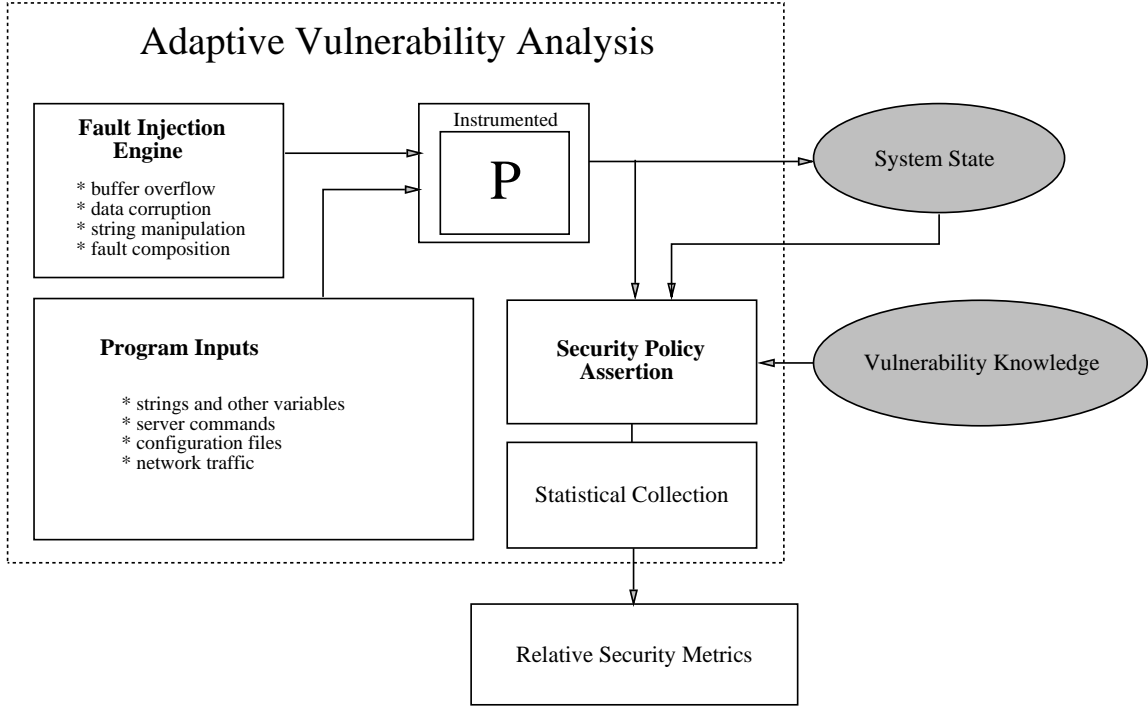 Adaptive Vulnerability Analysis
Fault Injection
Engine
* buffer overflow
* data corruption
* string manipulation
* fault composition
Instrumented
P
System State
Program Inputs
* strings and other variables
* server commands
* configuration files
* network traffic
Security Policy
Assertion
Vulnerability Knowledge
Statistical Collection
Relative Security Metrics